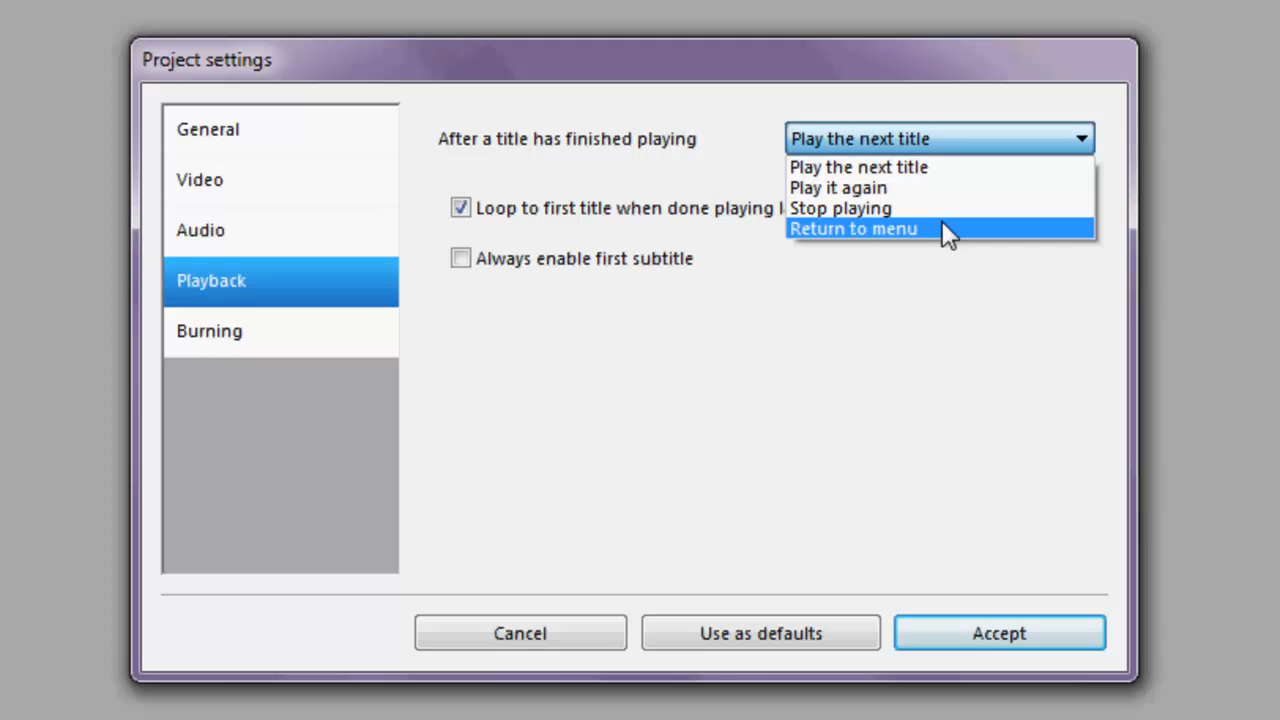 Project settings
General
Video
Audio
Playback
Burning
After a title has finished playing
Play the next title
Play the next title
Play it again
Stop playing
Return to menu
Loop to first title when done playing
Always enable first subtitle
Cancel
Use as defaults
Accept